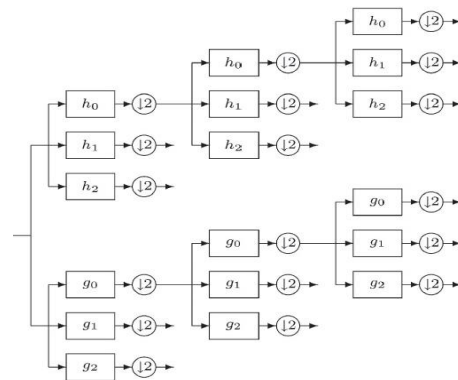 h₀ ↓2
h₀ ↓2 h₁ ↓2
h₀ ↓2 h₁ ↓2 h₂ ↓2
h₁ ↓2 h₂ ↓2
h₂ ↓2
g₀ ↓2
g₀ ↓2 g₁ ↓2
g₀ ↓2 g₁ ↓2 g₂ ↓2
g₁ ↓2 g₂ ↓2
g₂ ↓2